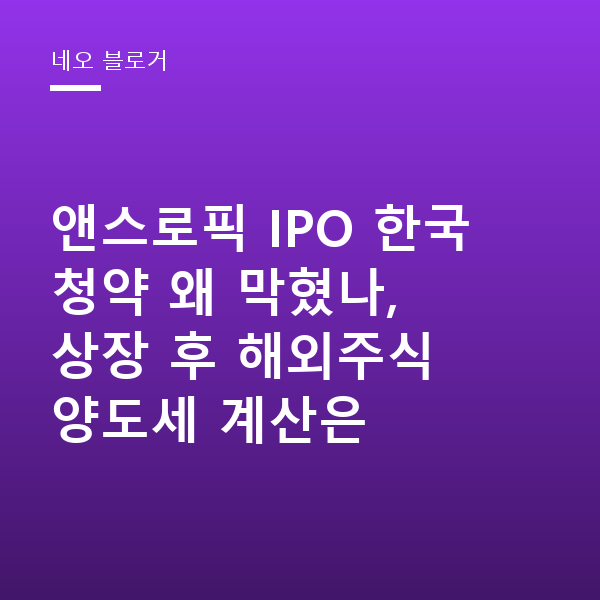 네오 블로거
앤스로픽 IPO 한국
청약 왜 막혔나,
상장 후 해외주식
양도세 계산은